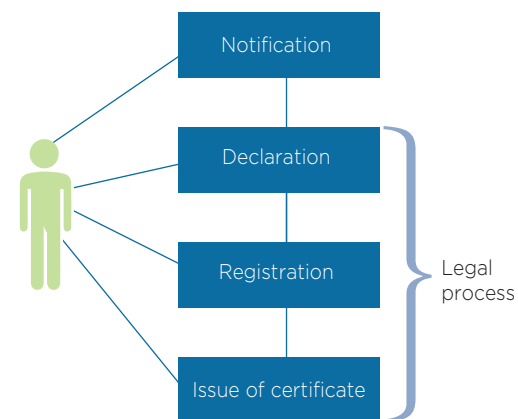 Notification
Declaration
Registration
Legal
process
Issue of certificate